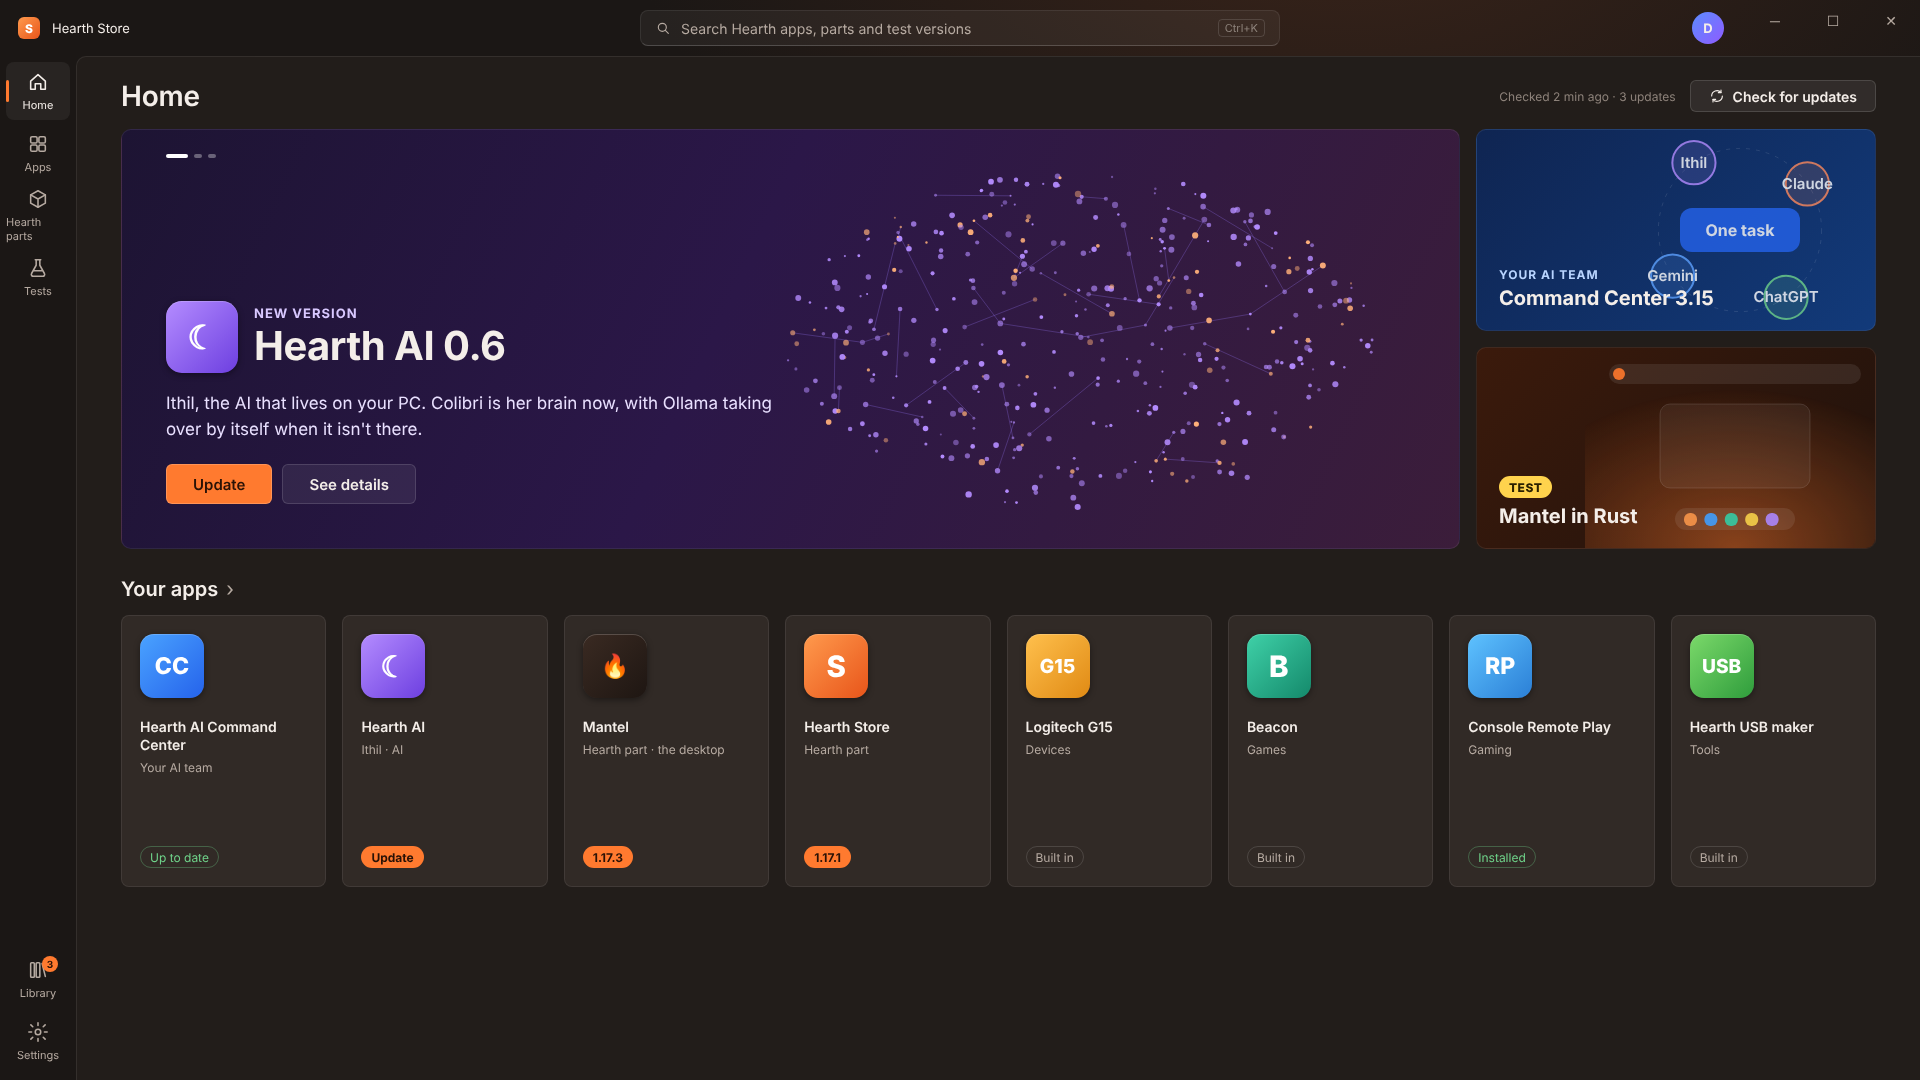 S
Hearth Store
Search Hearth apps, parts and test versions
Ctrl+K
D
Home
Apps
Hearth
parts
Tests
Library
3
Settings
Home
Checked 2 min ago · 3 updates
Check for updates
NEW VERSION
Hearth AI 0.6
Ithil, the AI that lives on your PC. Colibri is her brain now, with Ollama taking
over by itself when it isn't there.
Update
See details
Ithil
Claude
One task
Gemini
ChatGPT
YOUR AI TEAM
Command Center 3.15
TEST
Mantel in Rust
Your apps ›
CC
Hearth AI Command
Center
Your AI team
Up to date
Hearth AI
Ithil · AI
Update
Mantel
Hearth part · the desktop
1.17.3
S
Hearth Store
Hearth part
1.17.1
G15
Logitech G15
Devices
Built in
B
Beacon
Games
Built in
RP
Console Remote Play
Gaming
Installed
USB
Hearth USB maker
Tools
Built in